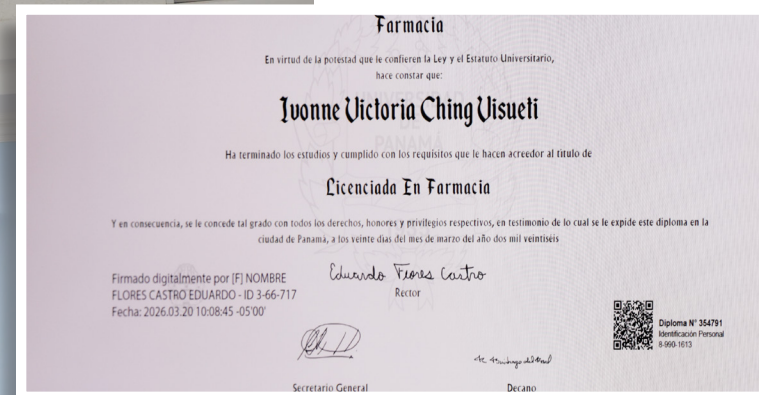 Farmacia
En virtud de la potestad que le confieren la Ley y el Estatuto Universitario,
hace constar que:
Ivonne Victoria Ching Visueti
Ha terminado los estudios y cumplido con los requisitos que le hacen acreedor al título de
Licenciada En Farmacia
Y en consecuencia, se le concede tal grado con todos los derechos, honores y privilegios respectivos, en testimonio de lo cual se le expide este diploma en la
ciudad de Panamá, a los veinte días del mes de marzo del año dos mil veintiséis
Firmado digitalmente por [F] NOMBRE
FLORES CASTRO EDUARDO - ID 3-66-717
Fecha: 2026.03.20 10:08:45 -05'00'
Eduardo Flores Castro
Rector
Diploma N° 354791
Identificación Personal
8-990-1613
Secretario General
Decano
UNIVERSIDAD
DE
PANAMÁ